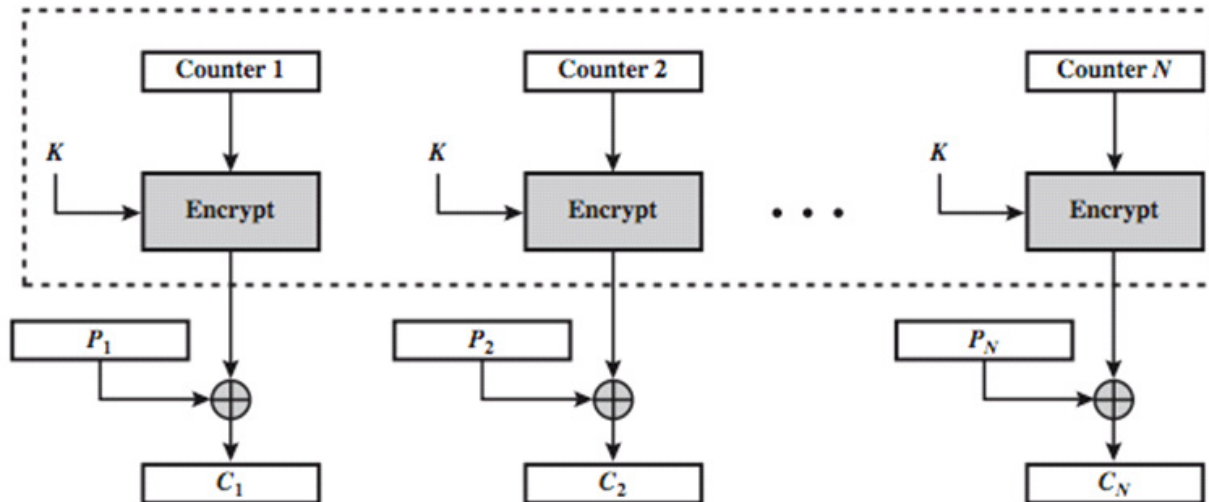 Counter 1 Counter 2 Counter N
K K K
Encrypt Encrypt • • • Encrypt
P1 P2 PN
C1 C2 CN